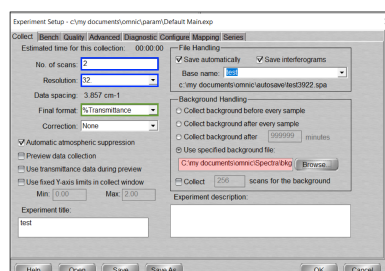 Experiment Setup - c:\my documents\omnic\param\Default Main.exp
Collect Bench Quality Advanced Diagnostic Configure Mapping Series
Estimated time for this collection: 00:00:00
No. of scans: 2
Resolution: 32
Data spacing: 3.857 cm-1
Final format: %Transmittance
Correction: None
Automatic atmospheric suppression
Preview data collection
Use transmittance data during preview
Use fixed Y-axis limits in collect window
Min: 0.00 Max: 2.00
Experiment title:
test
File Handling
Save automatically Save interferograms
Base name: test
c:\my documents\omnic\autosave\test3922.spa
Background Handling
Collect background before every sample
Collect background after every sample
Collect background after 999999 minutes
Use specified background file:
C:\my documents\omnic\Spectra\bkg Browse...
Collect 256 scans for the background
Experiment description:
Help Open Save Save As OK Cancel